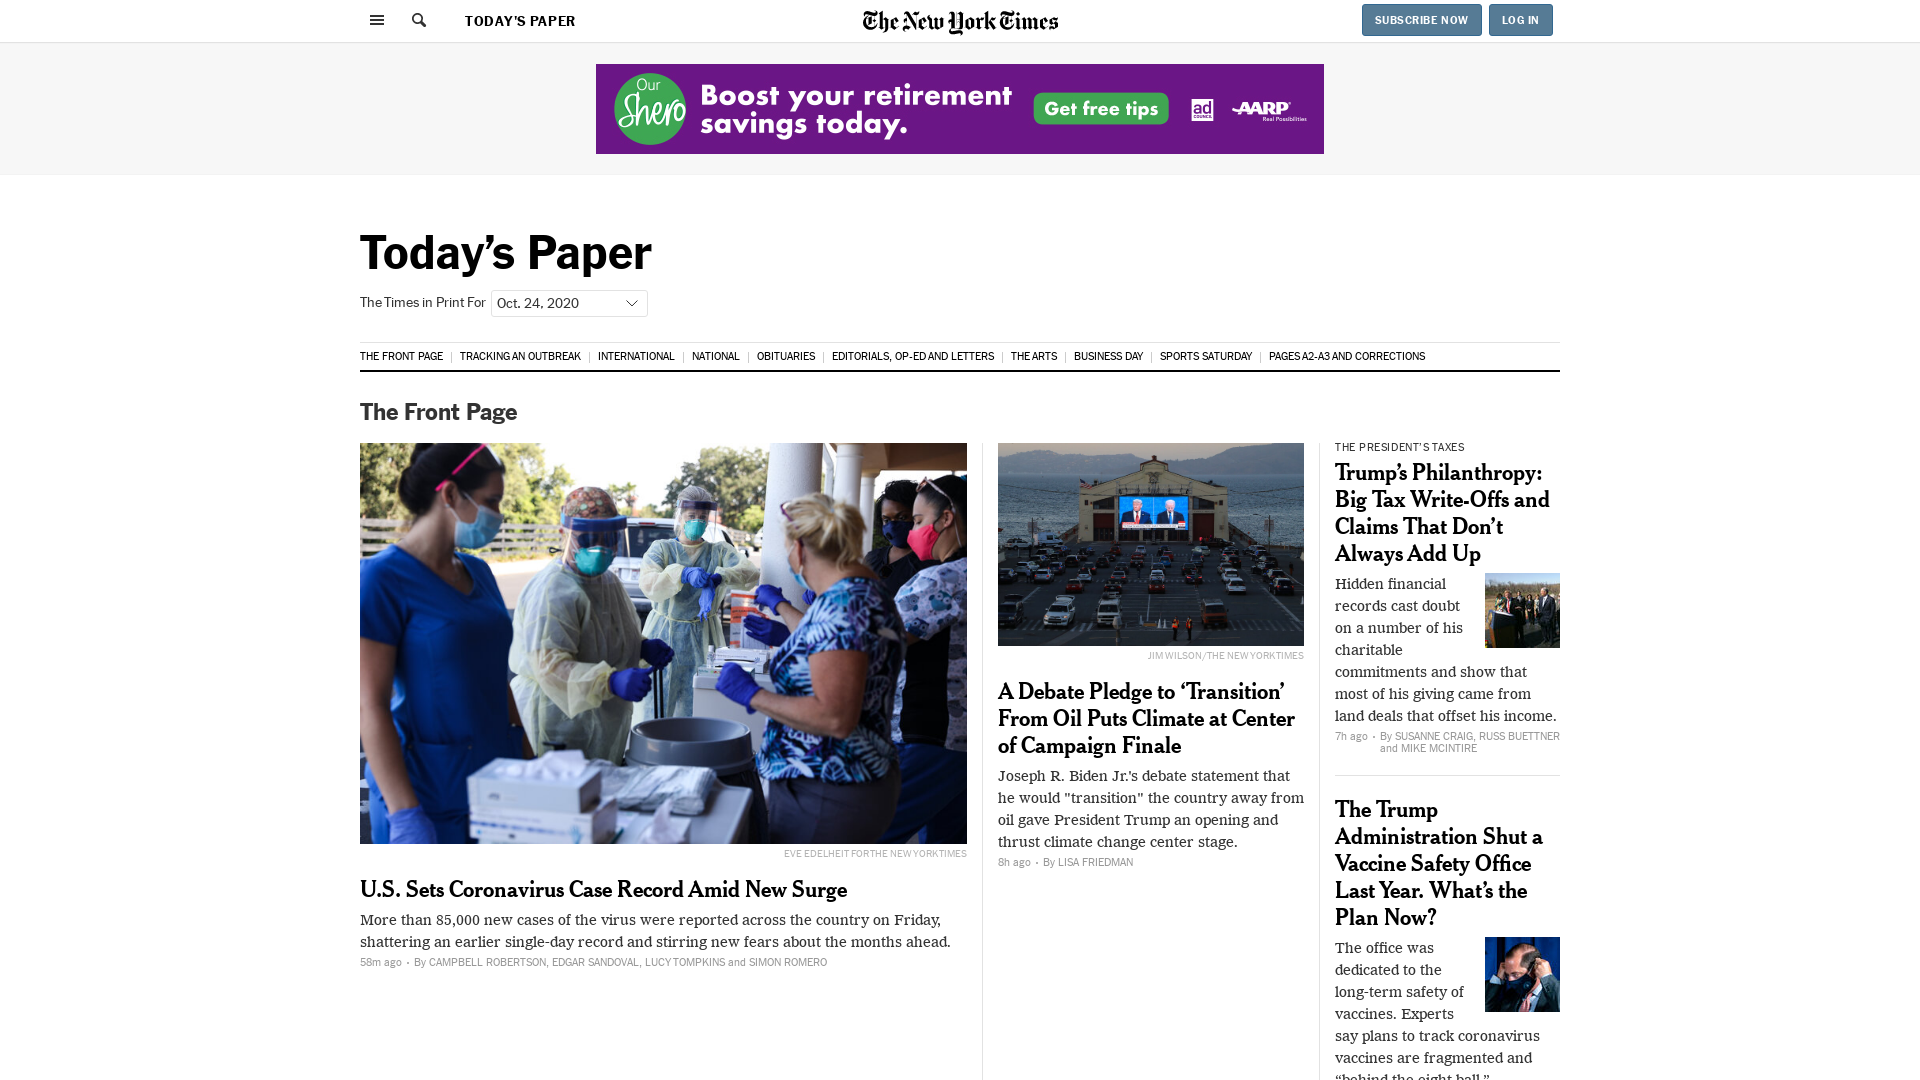 TODAY'S PAPER
The New York Times
SUBSCRIBE NOW
LOG IN
Our
Shero
Boost your retirement
savings today.
Get free tips
ad
COUNCIL
AARP
Real Possibilities
Today’s Paper
The Times in Print For
Oct. 24, 2020
THE FRONT PAGE
TRACKING AN OUTBREAK
INTERNATIONAL
NATIONAL
OBITUARIES
EDITORIALS, OP-ED AND LETTERS
THE ARTS
BUSINESS DAY
SPORTS SATURDAY
PAGES A2-A3 AND CORRECTIONS
The Front Page
EVE EDELHEIT FOR THE NEW YORK TIMES
U.S. Sets Coronavirus Case Record Amid New Surge
More than 85,000 new cases of the virus were reported across the country on Friday,
shattering an earlier single-day record and stirring new fears about the months ahead.
58m ago • By CAMPBELL ROBERTSON, EDGAR SANDOVAL, LUCY TOMPKINS and SIMON ROMERO
JIM WILSON/THE NEW YORK TIMES
A Debate Pledge to ‘Transition’
From Oil Puts Climate at Center
of Campaign Finale
Joseph R. Biden Jr.'s debate statement that
he would "transition" the country away from
oil gave President Trump an opening and
thrust climate change center stage.
8h ago • By LISA FRIEDMAN
THE PRESIDENT’S TAXES
Trump’s Philanthropy:
Big Tax Write-Offs and
Claims That Don’t
Always Add Up
Hidden financial
records cast doubt
on a number of his
charitable
commitments and show that
most of his giving came from
land deals that offset his income.
7h ago • By SUSANNE CRAIG, RUSS BUETTNER
and MIKE MCINTIRE
The Trump
Administration Shut a
Vaccine Safety Office
Last Year. What’s the
Plan Now?
The office was
dedicated to the
long-term safety of
vaccines. Experts
say plans to track coronavirus
vaccines are fragmented and
“behind the eight ball.”